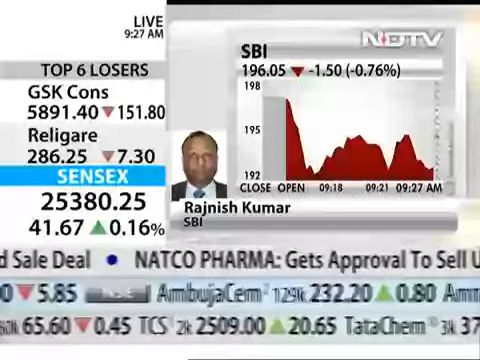 LIVE
9:27 AM
NDTV
TOP 6 LOSERS
GSK Cons
5891.40 ▼ 151.80
Religare
286.25 ▼ 7.30
SENSEX
25380.25
41.67 ▲ 0.16%
SBI
196.05 ▼ -1.50 (-0.76%)
198
195
192
CLOSE OPEN 09:18 09:21 09:27 AM
Rajnish Kumar
SBI
d Sale Deal • NATCO PHARMA: Gets Approval To Sell U
0 ▼ 5.85 NSE AmbujaCem 129k 232.20 ▲ 0.80 Amm
60k 65.60 ▼ 0.45 TCS 2k 2509.00 ▲ 20.65 TataChem 3k 37